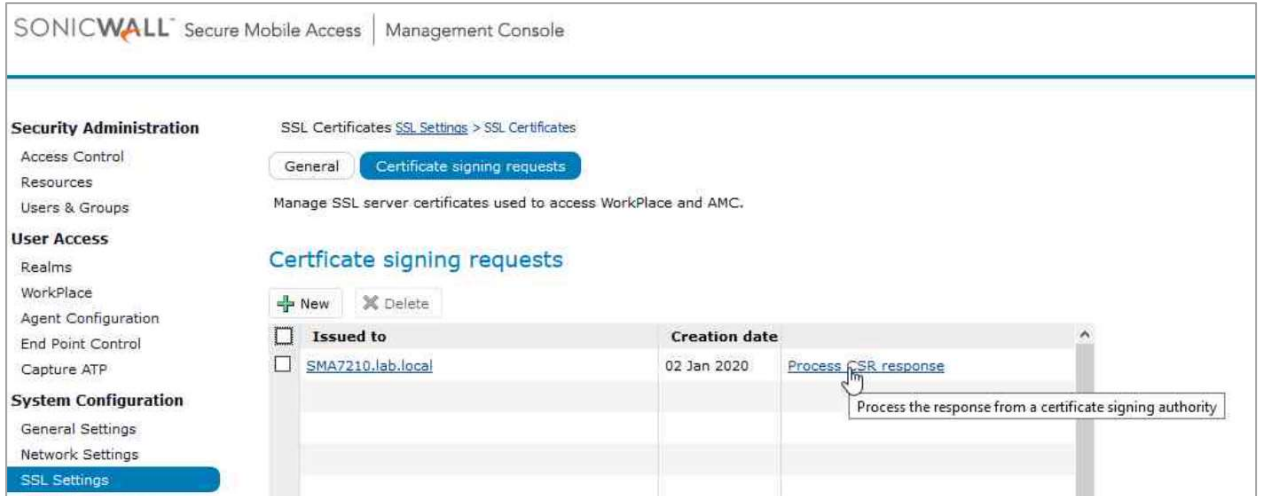 SONICWALL™ Secure Mobile Access | Management Console
Security Administration
Access Control
Resources
Users & Groups
User Access
Realms
WorkPlace
Agent Configuration
End Point Control
Capture ATP
System Configuration
General Settings
Network Settings
SSL Settings
SSL Certificates SSL Settings > SSL Certificates
General Certificate signing requests
Manage SSL server certificates used to access WorkPlace and AMC.
Certficate signing requests
New Delete
Issued to Creation date
SMA7210.lab.local 02 Jan 2020 Process CSR response
Process the response from a certificate signing authority